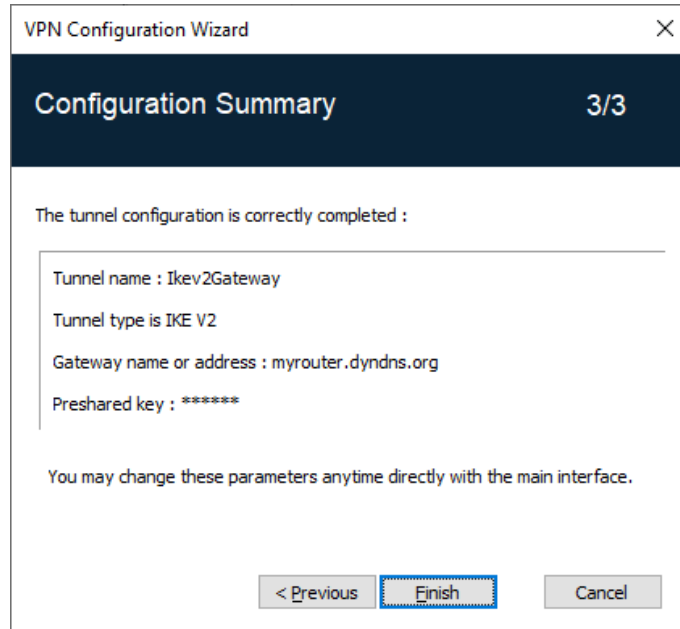 VPN Configuration Wizard
Configuration Summary 3/3
The tunnel configuration is correctly completed :
Tunnel name : Ikev2Gateway
Tunnel type is IKE V2
Gateway name or address : myrouter.dyndns.org
Preshared key : ******
You may change these parameters anytime directly with the main interface.
< Previous Finish Cancel